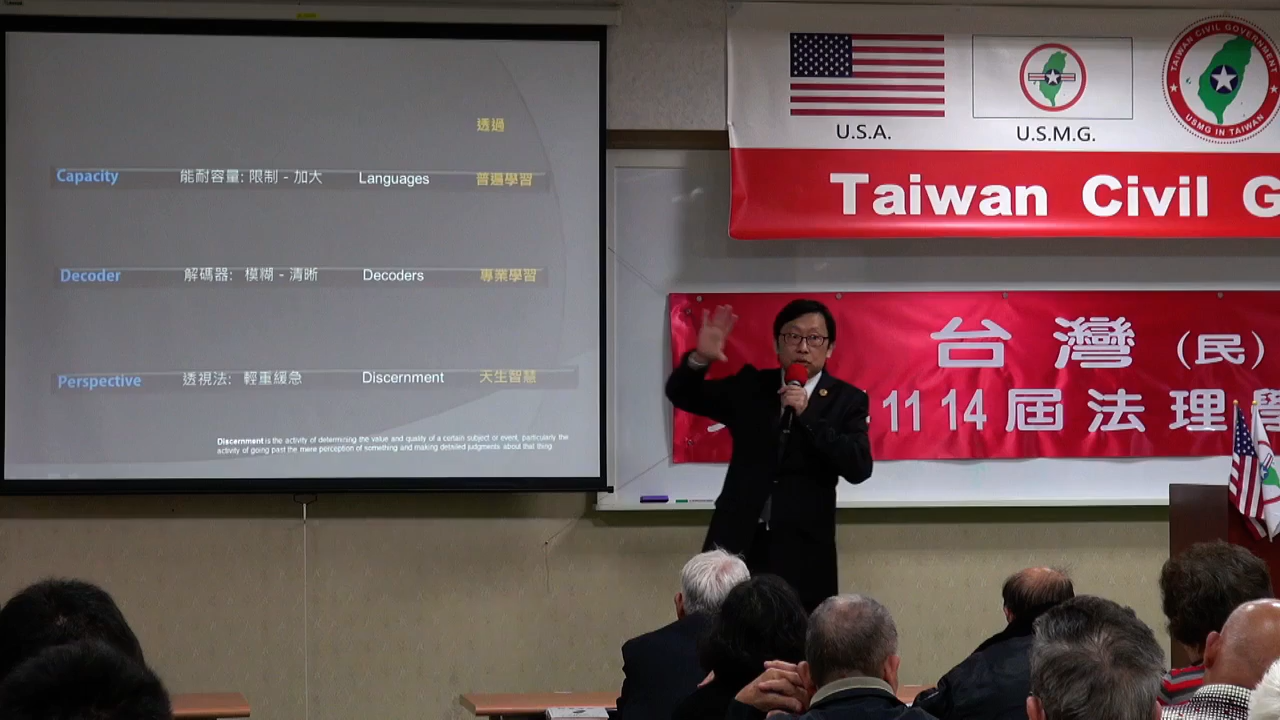 透過
Capacity 能耐容量: 限制 - 加大 Languages 普遍學習
Decoder 解碼器: 模糊 - 清晰 Decoders 專業學習
Perspective 透視法: 輕重緩急 Discernment 天生智慧
Discernment is the activity of determining the value and quality of a certain subject or event, particularly the
activity of going past the mere perception of something and making detailed judgments about that thing.
U.S.A. U.S.M.G.
TAIWAN CIVIL GOVERNMENT
USMG IN TAIWAN
Taiwan Civil G
台灣(民)
11 14 屆法理學